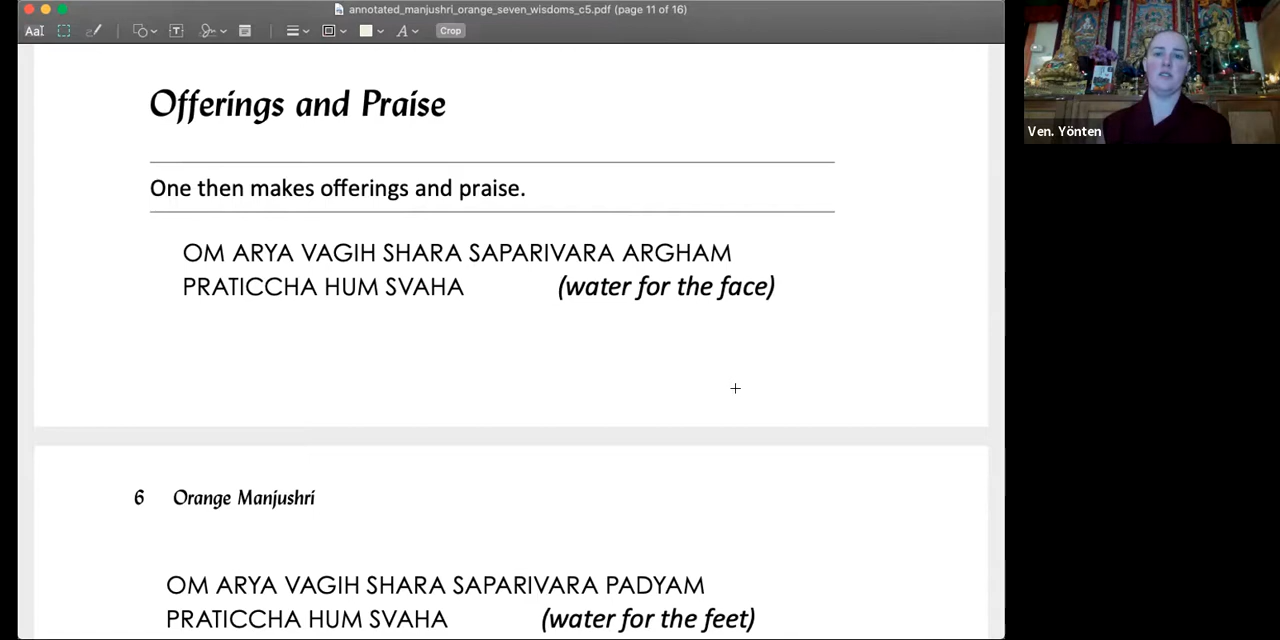 annotated_manjushri_orange_seven_wisdoms_c5.pdf (page 11 of 16)
AaI
T
A
Crop
Offerings and Praise
One then makes offerings and praise.
OM ARYA VAGIH SHARA SAPARIVARA ARGHAM
PRATICCHA HUM SVAHA (water for the face)
6 Orange Manjushri
OM ARYA VAGIH SHARA SAPARIVARA PADYAM
PRATICCHA HUM SVAHA (water for the feet)
Ven. Yönten